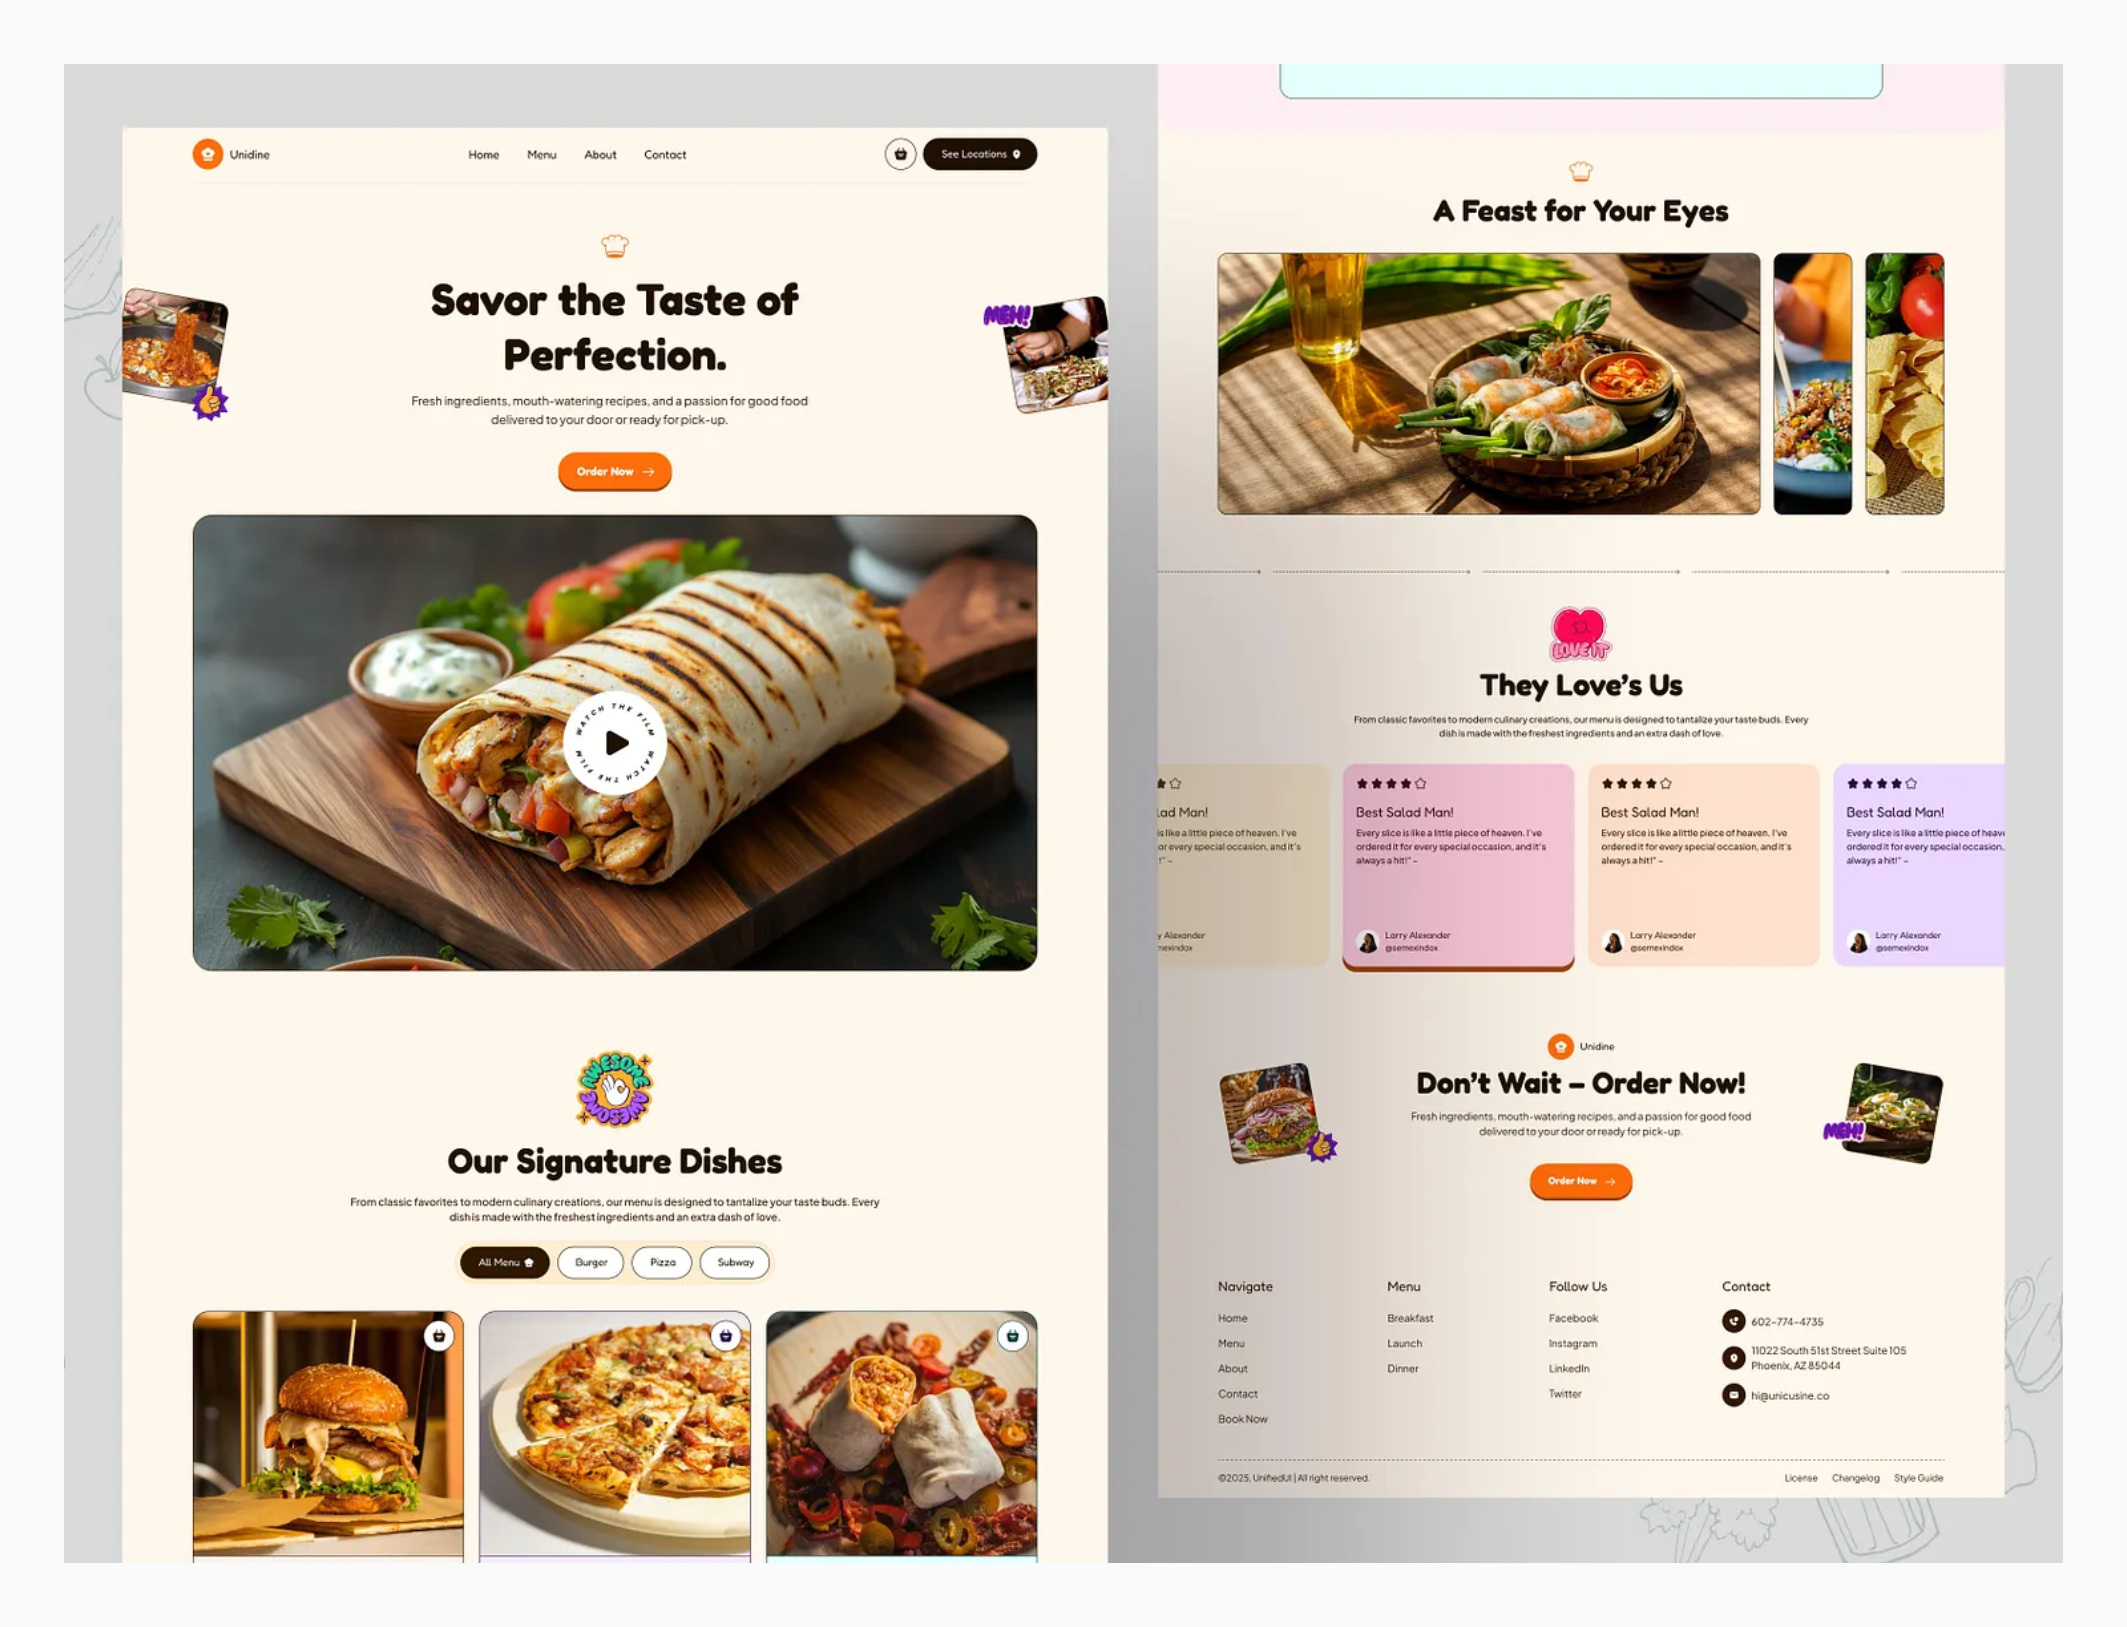 Unidine
Home
Menu
About
Contact
See Locations
Savor the Taste of
Perfection.
MEH!
Fresh ingredients, mouth-watering recipes, and a passion for good food
delivered to your door or ready for pick-up.
Order Now
WATCH THE FILM WATCH THE FILM
AWESOME
AWESOME
Our Signature Dishes
From classic favorites to modern culinary creations, our menu is designed to tantalize your taste buds. Every
dish is made with the freshest ingredients and an extra dash of love.
All Menu
Burger
Pizza
Subway
A Feast for Your Eyes
LOVE IT
They Love's Us
From classic favorites to modern culinary creations, our menu is designed to tantalize your taste buds. Every
dish is made with the freshest ingredients and an extra dash of love.
lad Man!
is like a little piece of heaven. I've
or every special occasion, and it's
!" –
y Alexander
mexindox
Best Salad Man!
Every slice is like a little piece of heaven. I've
ordered it for every special occasion, and it's
always a hit!" –
Larry Alexander
@semexindox
Best Salad Man!
Every slice is like a little piece of heaven. I've
ordered it for every special occasion, and it's
always a hit!" –
Larry Alexander
@semexindox
Best Salad Man!
Every slice is like a little piece of heave
ordered it for every special occasion,
always a hit!" –
Larry Alexander
@semexindox
Unidine
Don't Wait – Order Now!
Fresh ingredients, mouth-watering recipes, and a passion for good food
delivered to your door or ready for pick-up.
MEH!
Order Now
Navigate
Home
Menu
About
Contact
Book Now
Menu
Breakfast
Launch
Dinner
Follow Us
Facebook
Instagram
LinkedIn
Twitter
Contact
602-774-4735
11022 South 51st Street Suite 105
Phoenix, AZ 85044
hi@unicusine.co
©2025, UnifiedUI | All right reserved.
License
Changelog
Style Guide